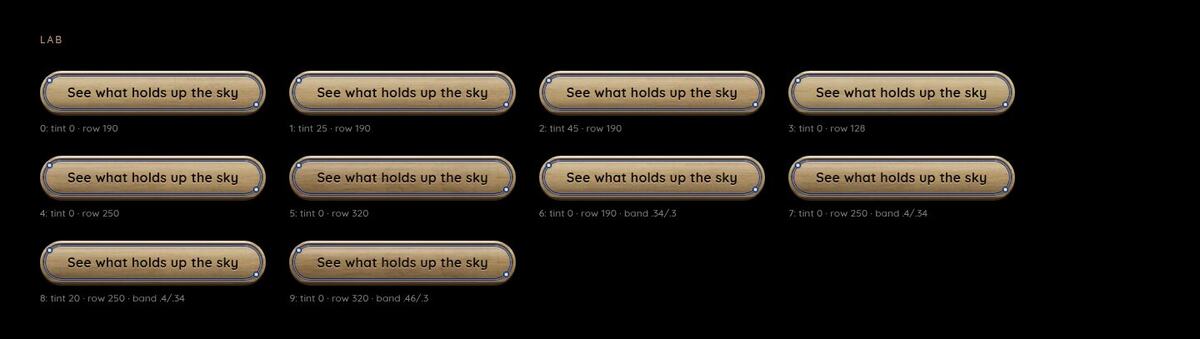 LAB
See what holds up the sky See what holds up the sky See what holds up the sky See what holds up the sky
0: tint 0 · row 190 1: tint 25 · row 190 2: tint 45 · row 190 3: tint 0 · row 128
See what holds up the sky See what holds up the sky See what holds up the sky See what holds up the sky
4: tint 0 · row 250 5: tint 0 · row 320 6: tint 0 · row 190 · band .34/.3 7: tint 0 · row 250 · band .4/.34
See what holds up the sky See what holds up the sky
8: tint 20 · row 250 · band .4/.34 9: tint 0 · row 320 · band .46/.3